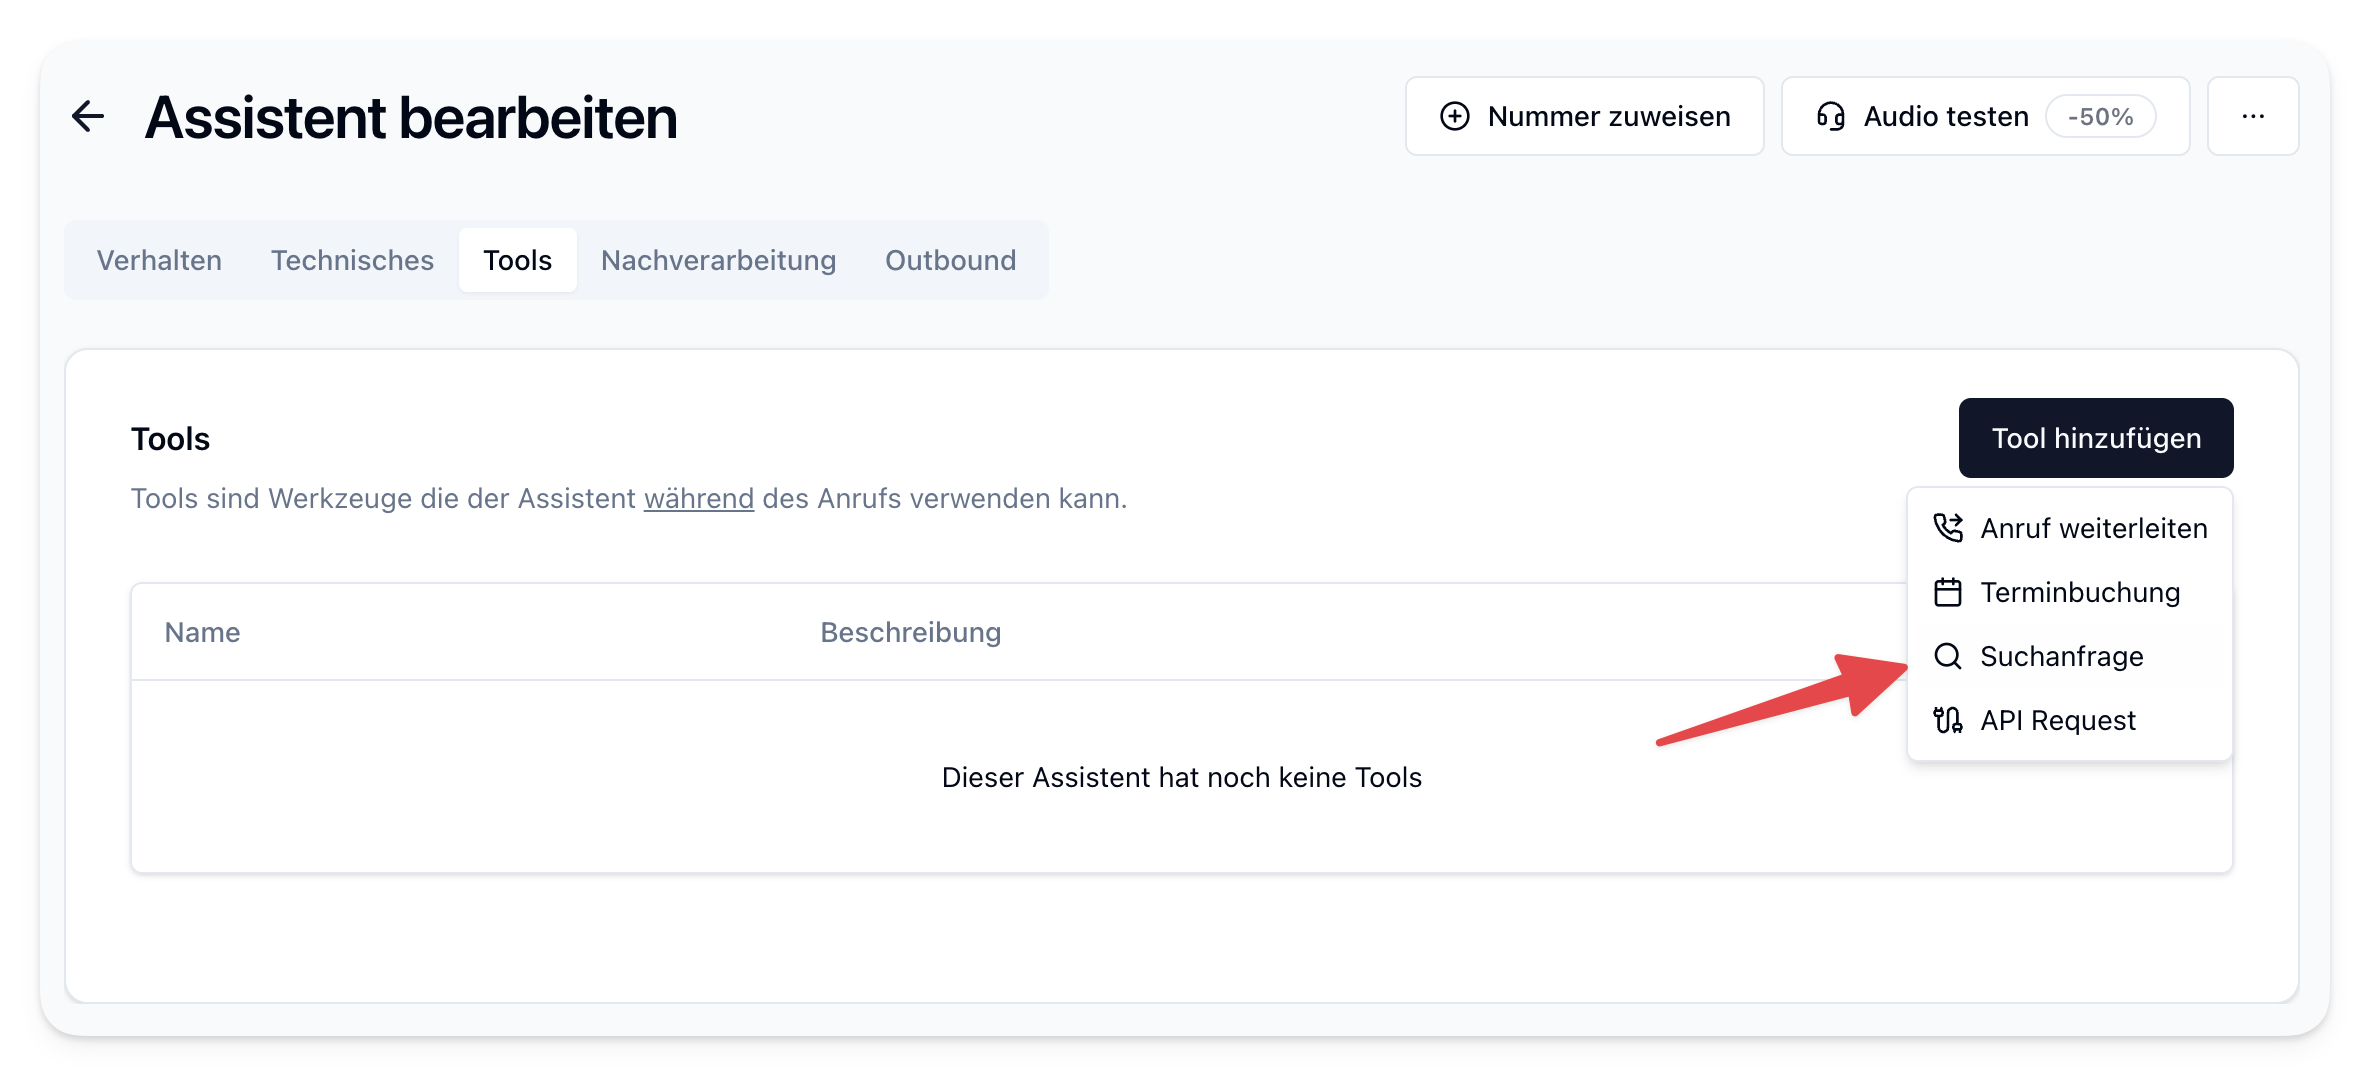 Assistent bearbeiten
Nummer zuweisen
Audio testen -50%
Verhalten Technisches Tools Nachverarbeitung Outbound
Tools
Tool hinzufügen
Tools sind Werkzeuge die der Assistent während des Anrufs verwenden kann.
Anruf weiterleiten
Terminbuchung
Suchanfrage
API Request
Name Beschreibung
Dieser Assistent hat noch keine Tools